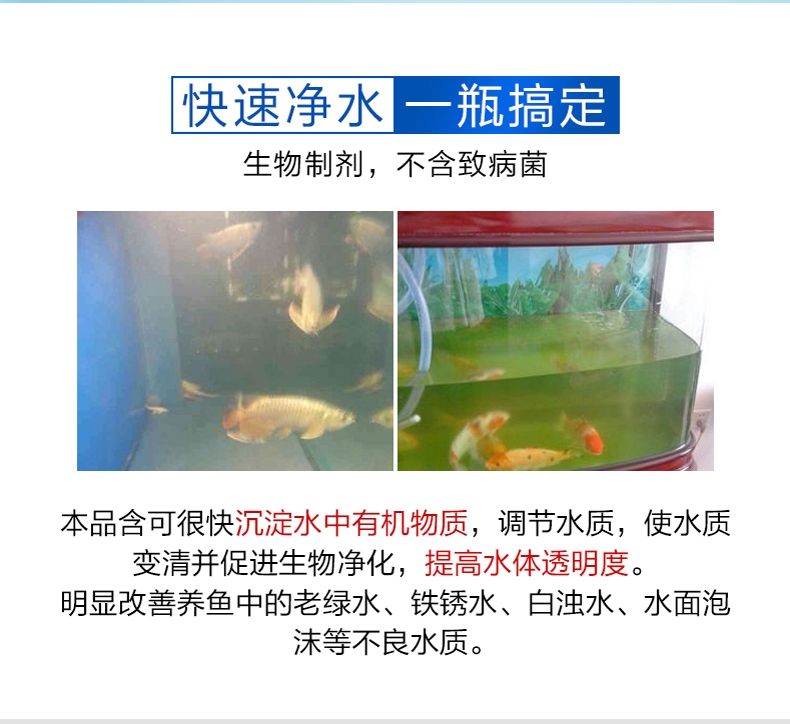 快速净水 一瓶搞定
生物制剂，不含致病菌
本品含可很快沉淀水中有机物质，调节水质，使水质
变清并促进生物净化，提高水体透明度。
明显改善养鱼中的老绿水、铁锈水、白浊水、水面泡
沫等不良水质。